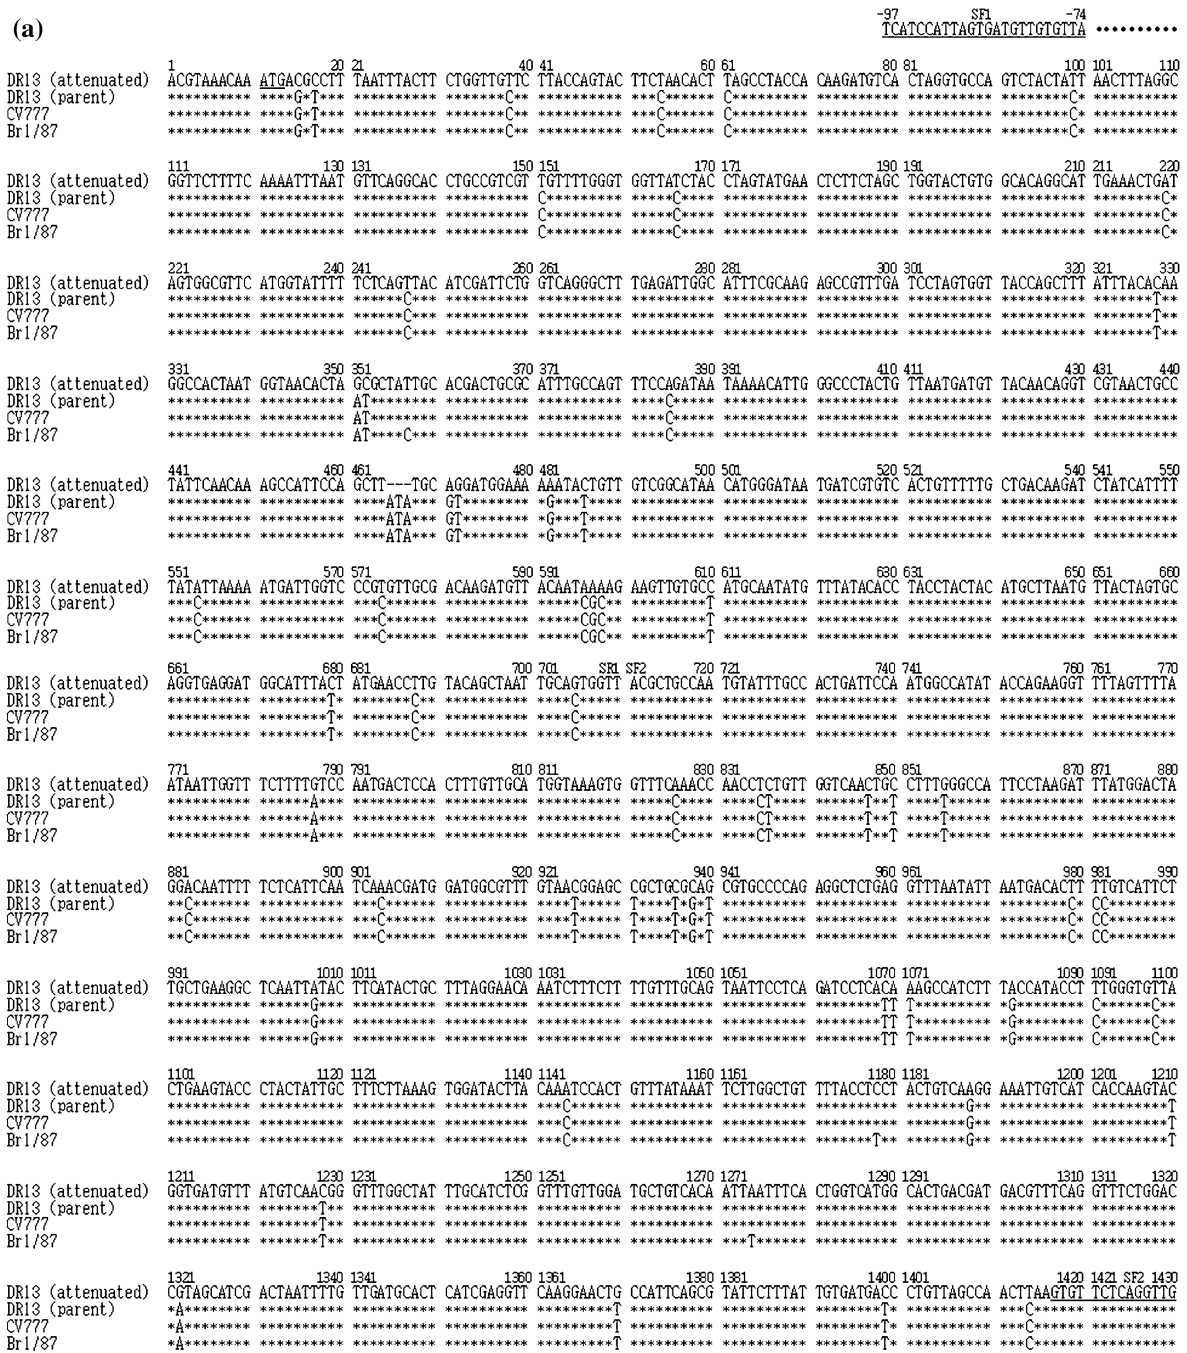 (a)
-97 SF1 -74
TCATCCATTAGTGATGTTGTGTTA ••••••••
1 20 21 40 41 60 61 80 81 100 101 110
DR13 (attenuated) ACGTAAACAA ATGACGCCTT TAATTTACTT CTGGTTGTTC TTACCAGTAC TTCTAACACT TAGCCTACCA CAAGATGTCA CTAGGTGCCA GTCTACTATT AACTTTAGGC
DR13 (parent) ********** ****G*T*** ********** *******C** ********** ***C****** C********* ********** ********** *******C** **********
CV777 ********** ****G*T*** ********** *******C** ********** ***C****** C********* ********** ********** *******C** **********
Br1/87 ********** ****G*T*** ********** *******C** ********** ***C****** C********* ********** ********** *******C** **********
111 130 131 150 151 170 171 190 191 210 211 220
DR13 (attenuated) GGTTCTTTTC AAAATTTAAT GTTCAGGCAC CTGCCGTCGT TGTTTTGGGT GGTTATCTAC CTAGTATGAA CTCTTCTAGC TGGTACTGTG GCACAGGCAT TGAAACTGAT
DR13 (parent) ********** ********** ********** ********** C********* *****C**** ********** ********** ********** ********** ********C*
CV777 ********** ********** ********** ********** ********** ********** ********** ********** ********** ********** ********C*
Br1/87 ********** ********** ********** ********** C********* *****C**** ********** ********** ********** ********** ********C*
221 240 241 260 261 280 281 300 301 320 321 330
DR13 (attenuated) AGTGGCGTTC ATGGTATTTT TCTCAGTTAC ATCGATTCTG GTCAGGGCTT TGAGATTGGC ATTTCGCAAG AGCCGTTTGA TCCTAGTGGT TACCAGCTTT ATTTACACAA
DR13 (parent) ********** ********** ******C*** ********** ********** ********** ********** ********** ********** ********** *******T**
CV777 ********** ********** ********** ********** ********** ********** ********** ********** ********** ********** *******T**
Br1/87 ********** ********** ******C*** ********** ********** ********** ********** ********** ********** ********** *******T**
331 350 351 370 371 390 391 410 411 430 431 440
DR13 (attenuated) GGCCACTAAT GGTAACACTA GCGCTATTGC ACGACTGCGC ATTTGCCAGT TTCCAGATAA TAAAACATTG GGCCCTACTG TTAATGATGT TACAACAGGT CGTAACTGCC
DR13 (parent) ********** ********** AT******** ********** ********** *****C**** ********** ********** ********** ********** **********
CV777 ********** ********** AT******** ********** ********** ********** ********** ********** ********** ********** **********
Br1/87 ********** ********** AT****C*** ********** ********** *****C**** ********** ********** ********** ********** **********
441 460 461 480 481 500 501 520 521 540 541 550
DR13 (attenuated) TATTCAACAA AGCCATTCCA GCTT---TGC AGGATGGAAA AAATACTGTT GTCGGCATAA CATGGGATAA TGATCGTGTC ACTGTTTTTG CTGACAAGAT CTATCATTTT
DR13 (parent) ********** ********** ****ATA*** GT******** *G***T**** ********** ********** ********** ********** ********** **********
CV777 ********** ********** ****ATA*** GT******** *G***T**** ********** ********** ********** ********** ********** **********
Br1/87 ********** ********** ****ATA*** GT******** *G***T**** ********** ********** ********** ********** ********** **********
551 570 571 590 591 610 611 630 631 650 651 660
DR13 (attenuated) TATATTAAAA ATGATTGGTC CCGTGTTGCG ACAAGATGTT ACAATAAAAG AAGTTGTGCC ATGCAATATG TTTATACACC TACCTACTAC ATGCTTAATG TTACTAGTGC
DR13 (parent) ***C****** ********** ***C****** ********** *****CGC** *********T ********** ********** ********** ********** **********
CV777 ***C****** ********** ***C****** ********** *****CGC** *********T ********** ********** ********** ********** **********
Br1/87 ***C****** ********** ***C****** ********** *****CGC** *********T ********** ********** ********** ********** **********
661 680 681 700 701 SR1 SF2 720 721 740 741 760 761 770
DR13 (attenuated) AGGTGAGGAT GGCATTTACT ATGAACCTTG TACAGCTAAT TGCAGTGGTT ACGCTGCCAA TGTATTTGCC ACTGATTCCA ATGGCCATAT ACCAGAAGGT TTTAGTTTTA
DR13 (parent) ********** ********T* *******C** ********** ****C***** ********** ********** ********** ********** ********** **********
CV777 ********** ********T* *******C** ********** ****C***** ********** ********** ********** ********** ********** **********
Br1/87 ********** ********T* *******C** ********** ****C***** ********** ********** ********** ********** ********** **********
771 790 791 810 811 830 831 850 851 870 871 880
DR13 (attenuated) ATAATTGGTT TCTTTTGTCC AATGACTCCA CTTTGTTGCA TGGTAAAGTG GTTTCAAACC AACCTCTGTT GGTCAACTGC CTTTGGGCCA TTCCTAAGAT TTATGGACTA
DR13 (parent) ********** ******A*** ********** ********** ********** *****C**** ****CT**** *****T**T* ****T***** ********** **********
CV777 ********** ******A*** ********** ********** ********** *****C**** ****CT**** *****T**T* ****T***** ********** **********
Br1/87 ********** ******A*** ********** ********** ********** *****C**** ****CT**** *****T**T* ****T***** ********** **********
881 900 901 920 921 940 941 960 961 980 981 990
DR13 (attenuated) GGACAATTTT TCTCATTCAA TCAAACGATG GATGGCGTTT GTAACGGAGC CGCTGCGCAG CGTGCCCCAG AGGCTCTGAG GTTTAATATT AATGACACTT TTGTCATTCT
DR13 (parent) **C******* ********** ***C****** ********** ****T***** T****T*G*T ********** ********** ********** ********C* CC********
CV777 **C******* ********** ***C****** ********** ****T***** T****T*G*T ********** ********** ********** ********C* CC********
Br1/87 **C******* ********** ***C****** ********** ****T***** T****T*G*T ********** ********** ********** ********C* CC********
991 1010 1011 1030 1031 1050 1051 1070 1071 1090 1091 1100
DR13 (attenuated) TGCTGAAGGC TCAATTATAC TTCATACTGC TTTAGGAACA AATCTTTCTT TTGTTTGCAG TAATTCCTCA GATCCTCACA AAGCCATCTT TACCATACCT TTGGGTGTTA
DR13 (parent) ********** ******G*** ********** ********** ********** ********** ********** ********TT T********* *G******** C******C**
CV777 ********** ******G*** ********** ********** ********** ********** ********** ********TT T********* *G******** C******C**
Br1/87 ********** ******G*** ********** ********** ********** ********** ********** ********TT T********* *G******** C******C**
1101 1120 1121 1140 1141 1160 1161 1180 1181 1200 1201 1210
DR13 (attenuated) CTGAAGTACC CTACTATTGC TTTCTTAAAG TGGATACTTA CAAATCCACT GTTTATAAAT TCTTGGCTGT TTTACCTCCT ACTGTCAAGG AAATTGTCAT CACCAAGTAC
DR13 (parent) ********** ********** ********** ********** ***C****** ********** ********** ********** *******G** ********** *********T
CV777 ********** ********** ********** ********** ********** ********** ********** ********** *******G** ********** *********T
Br1/87 ********** ********** ********** ********** ***C****** ********** ********** *******T** *******G** ********** *********T
1211 1230 1231 1250 1251 1270 1271 1290 1291 1310 1311 1320
DR13 (attenuated) GGTGATGTTT ATGTCAACGG GTTTGGCTAT TTGCATCTCG GTTTGTTGGA TGCTGTCACA ATTAATTTCA CTGGTCATGG CACTGACGAT GACGTTTCAG GTTTCTGGAC
DR13 (parent) ********** *******T** ********** ********** ********** ********** ********** ********** ********** ********** **********
CV777 ********** *******T** ********** ********** ********** ********** ********** ********** ********** ********** **********
Br1/87 ********** *******T** ********** ********** ********** ********** ***T****** ********** ********** ********** **********
1321 1340 1341 1360 1361 1380 1381 1400 1401 1420 1421 SF2 1430
DR13 (attenuated) CGTAGCATCG ACTAATTTTG TTGATGCACT CATCGAGGTT CAAGGAACTG CCATTCAGCG TATTCTTTAT TGTGATGACC CTGTTAGCCA ACTTAAGTGT TCTCAGGTTG
DR13 (parent) *A******** ********** ********** ********** ********T* ********** ********** *******T** ********** ****C***** **********
CV777 *A******** ********** ********** ********** ********T* ********** ********** *******T** ********** ****C***** **********
Br1/87 *A******** ********** ********** ********** ********T* ********** ********** *******T** ********** ****C***** **********